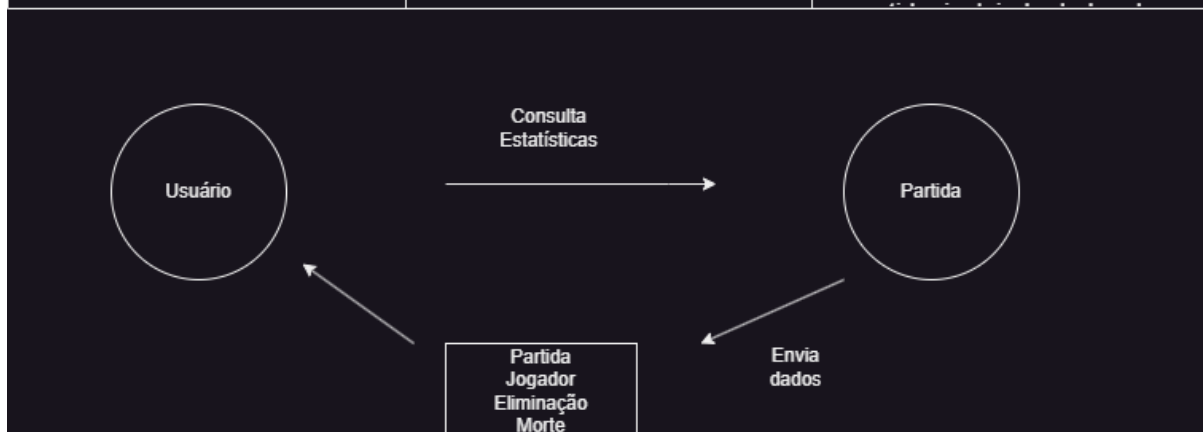 Consulta
Estatísticas
Usuário
Partida
Partida
Jogador
Eliminação
Morte
Envia
dados